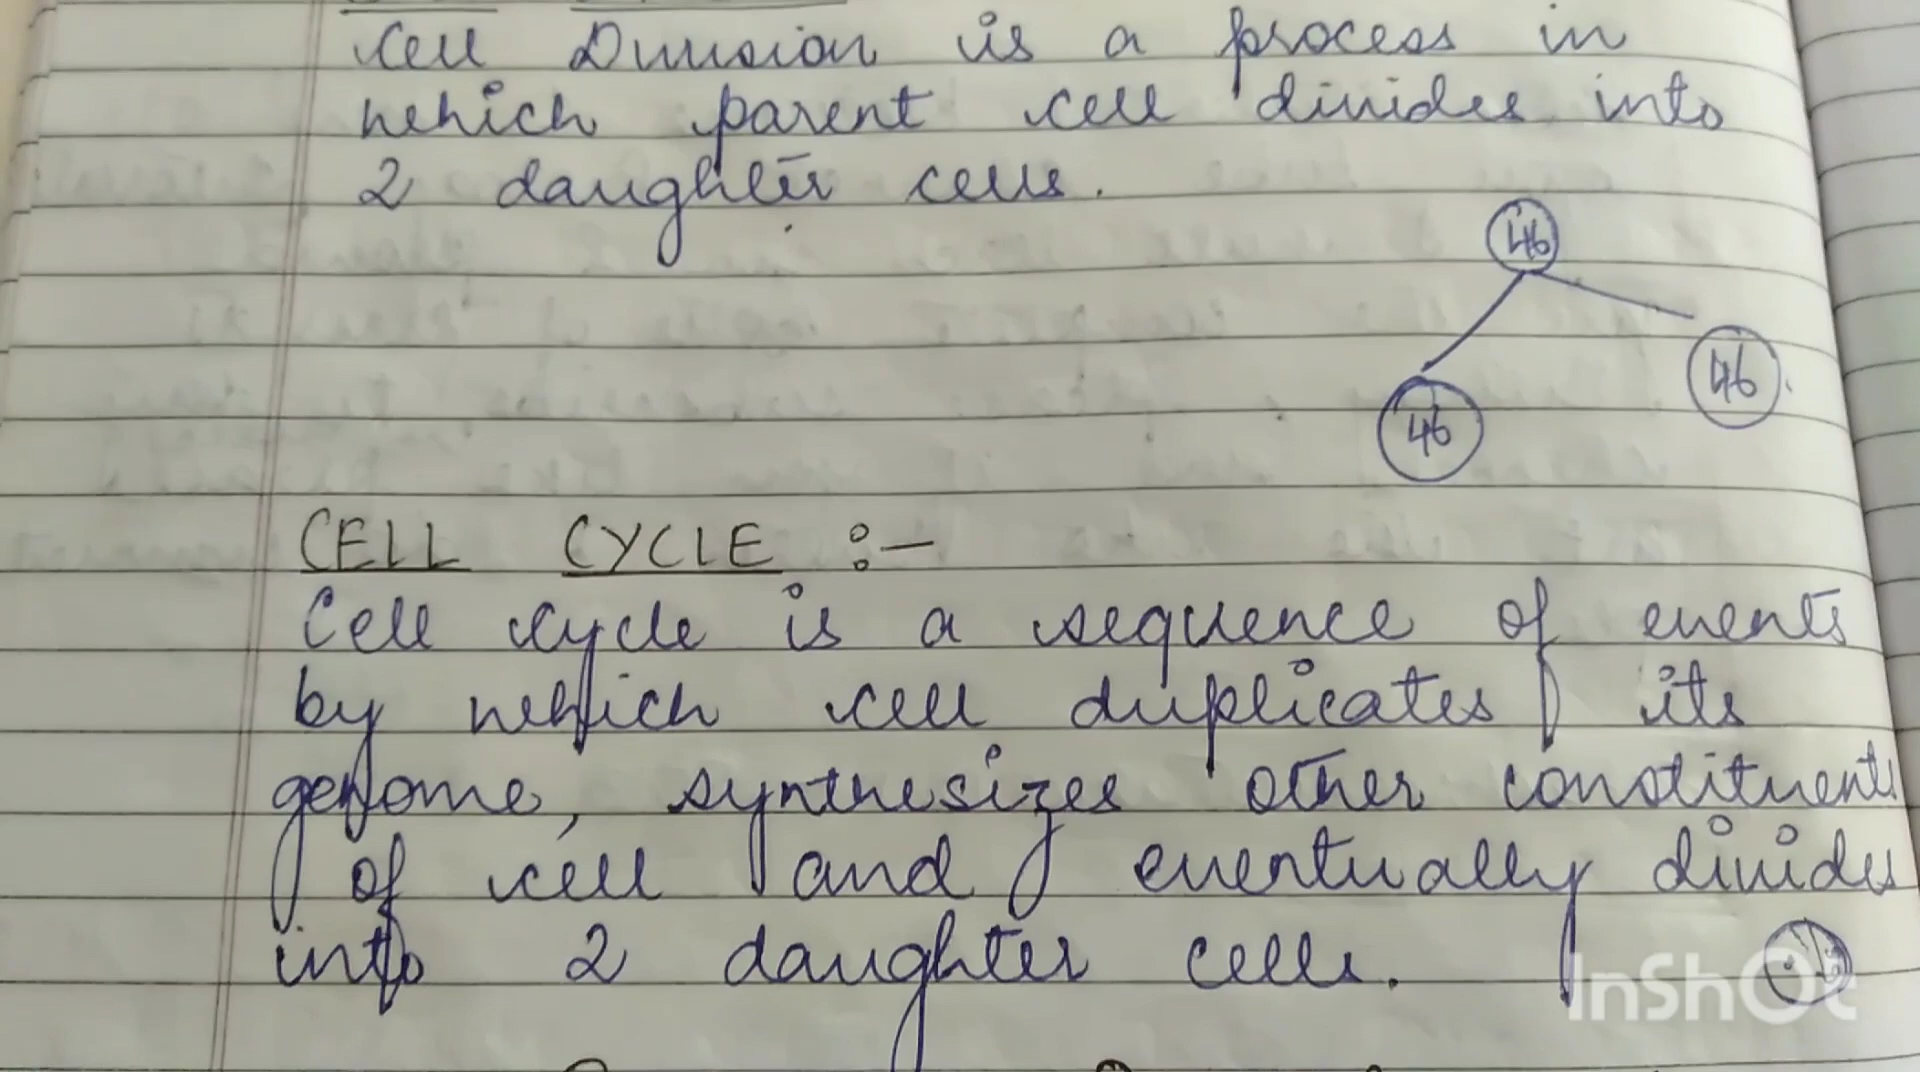 Cell Division is a process in
which parent cell divides into
2 daughter cells.
46
46
46
CELL CYCLE :-
Cell cycle is a sequence of events
by which cell duplicates its
genome, synthesizes other constituents
of cell and eventually divides
into 2 daughter cells.
InShOt